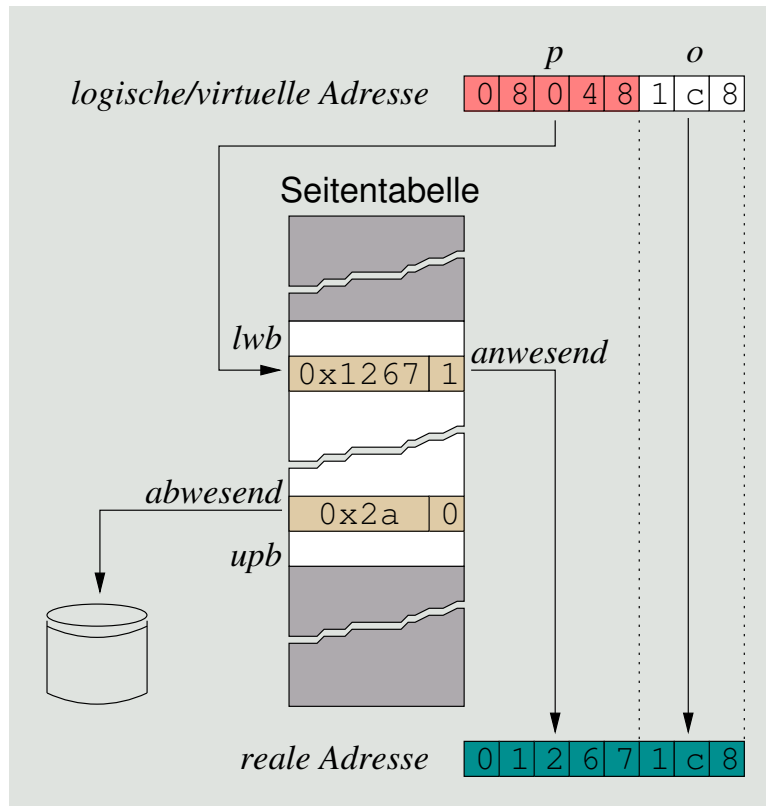 p o
logische/virtuelle Adresse 0 8 0 4 8 1 c 8
Seitentabelle
lwb
anwesend
0x1267 1
abwesend
0x2a 0
upb
reale Adresse 0 1 2 6 7 1 c 8